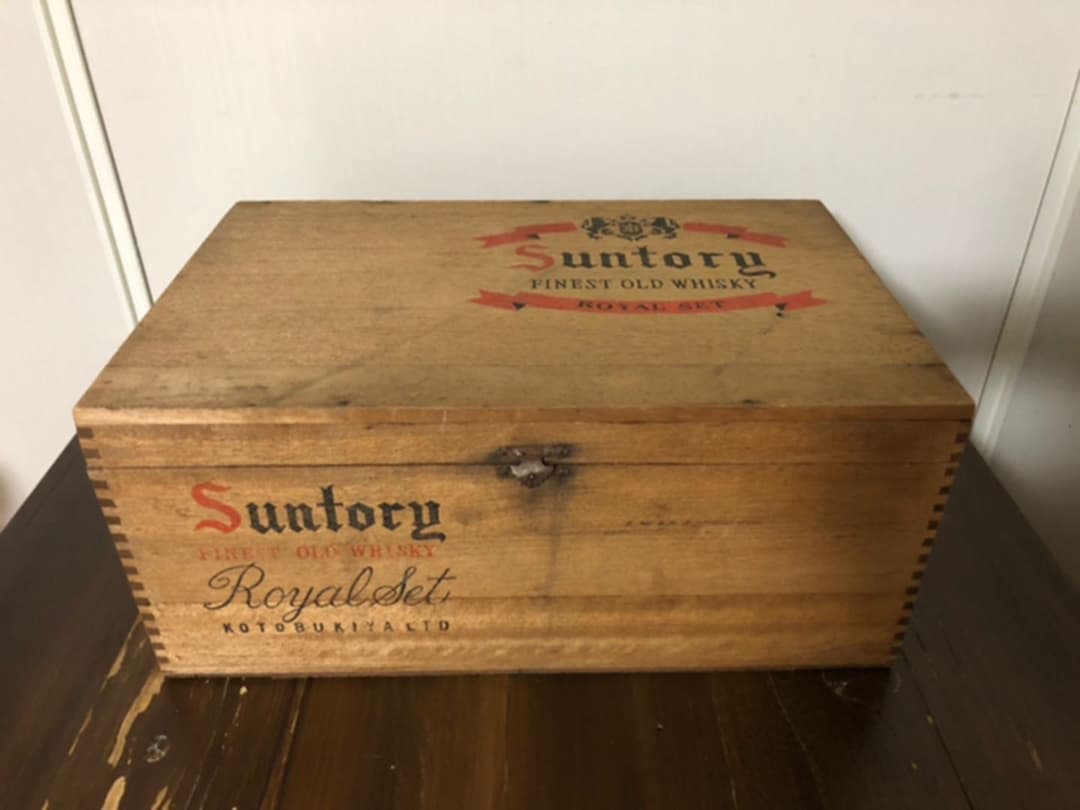 Suntory
FINEST OLD WHISKY
ROYAL SET
Suntory
FINEST OLD WHISKY
Royal Set
KOTOBUKIYA LTD